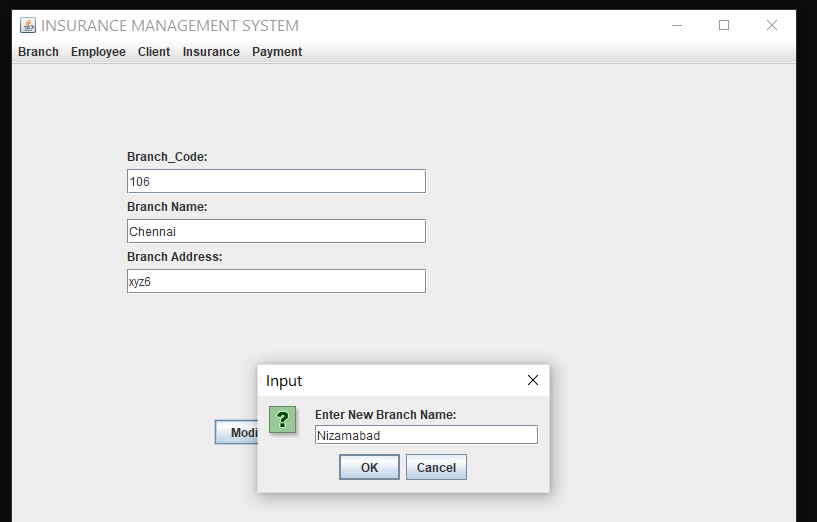 INSURANCE MANAGEMENT SYSTEM
Branch Employee Client Insurance Payment
Branch_Code:
106
Branch Name:
Chennai
Branch Address:
xyz6
Input
?
Enter New Branch Name:
Nizamabad
Modi
OK Cancel